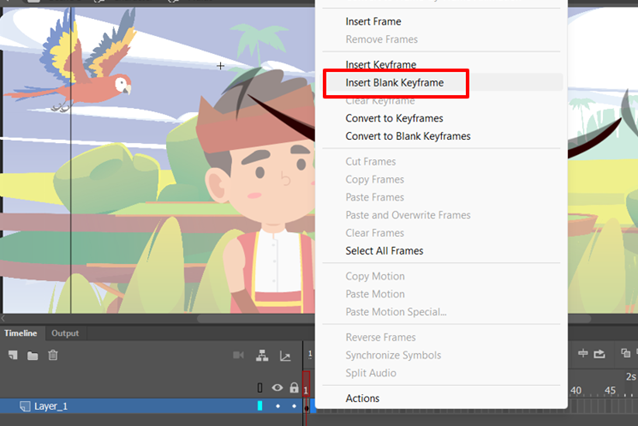 Insert Frame
Remove Frames
Insert Keyframe
Insert Blank Keyframe
Clear Keyframe
Convert to Keyframes
Convert to Blank Keyframes
Cut Frames
Copy Frames
Paste Frames
Paste and Overwrite Frames
Clear Frames
Select All Frames
Copy Motion
Paste Motion
Paste Motion Special...
Reverse Frames
Synchronize Symbols
Split Audio
Actions
Timeline Output
1
2s
1 40 45
Layer_1